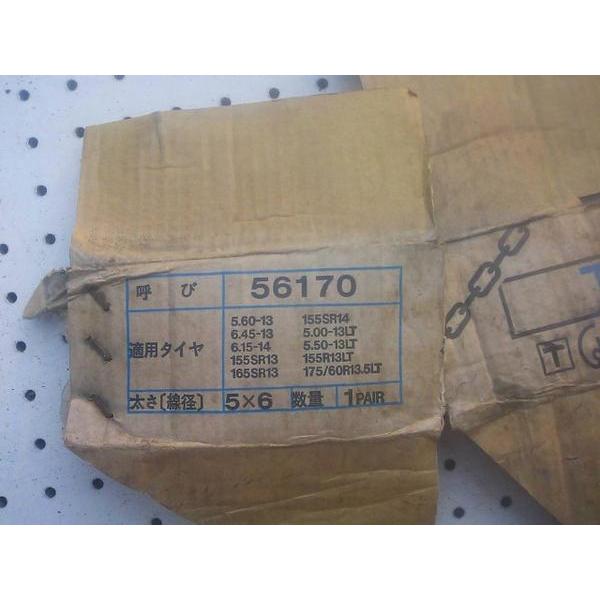 呼び 56170
適用タイヤ
5.60-13 155SR14
6.45-13 5.00-13LT
6.15-14 5.50-13LT
155SR13 155R13LT
165SR13 175/60R13.5LT
太さ〔線径〕 5×6 数量 1PAIR
T